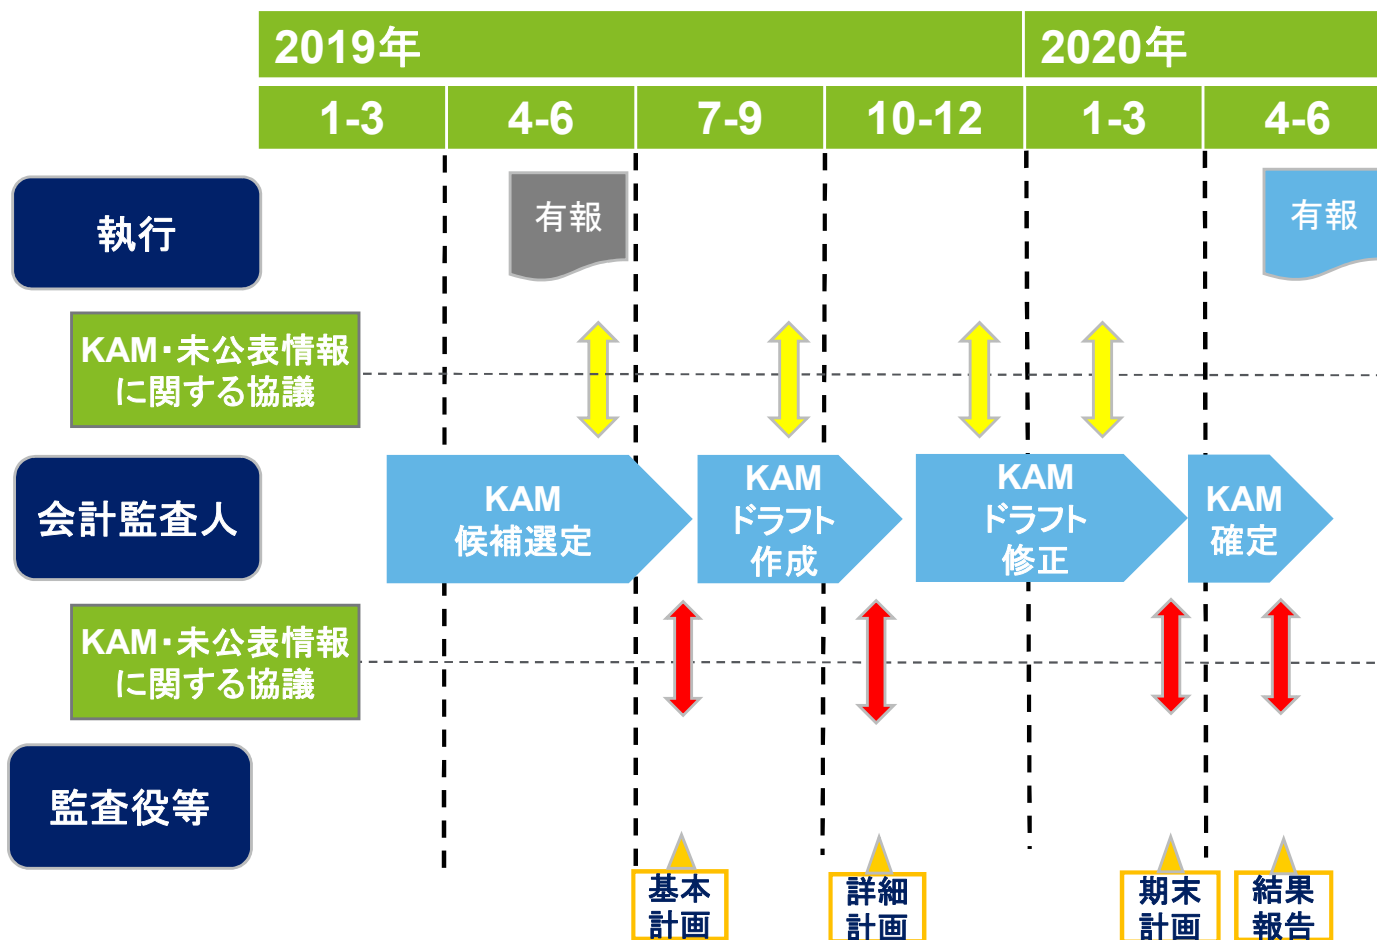 2019年
2020年
1-3
4-6
7-9
10-12
1-3
4-6
執行
有報
有報
KAM・未公表情報
に関する協議
会計監査人
KAM
候補選定
KAM
ドラフト
作成
KAM
ドラフト
修正
KAM
確定
KAM・未公表情報
に関する協議
監査役等
基本
計画
詳細
計画
期末
計画
結果
報告